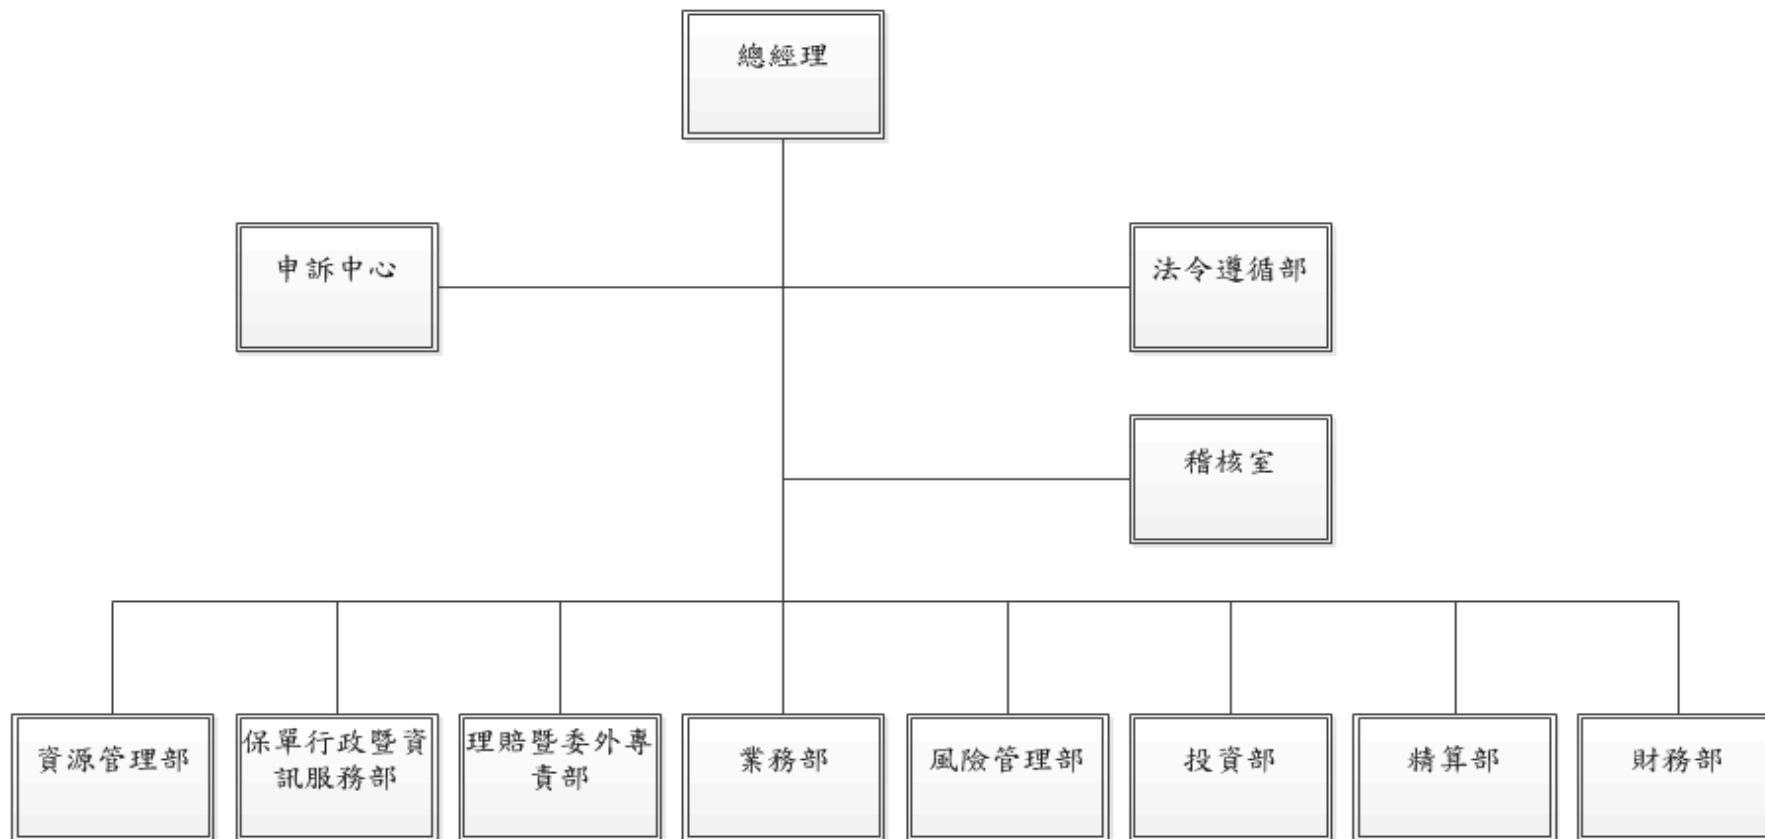 總經理
申訴中心
法令遵循部
稽核室
資源管理部
保單行政暨資
訊服務部
理賠暨委外專
責部
業務部
風險管理部
投資部
精算部
財務部